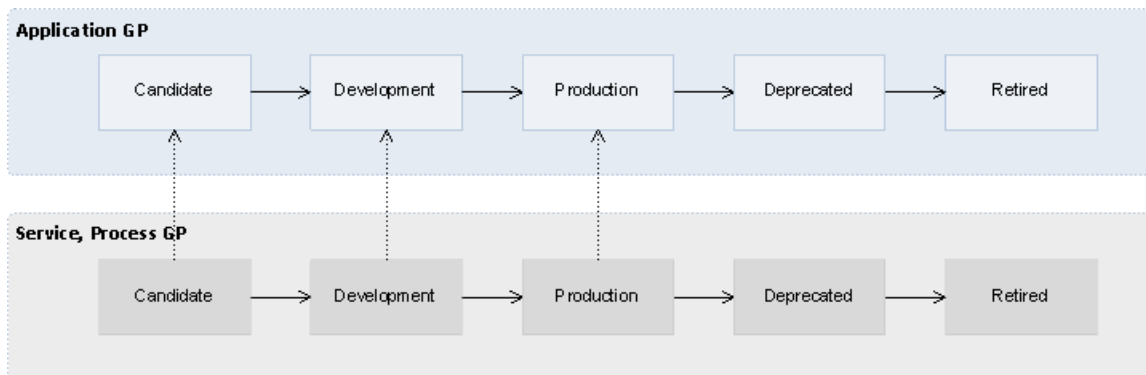 Application GP
Candidate Development Production Deprecated Retired
Service, Process GP
Candidate Development Production Deprecated Retired